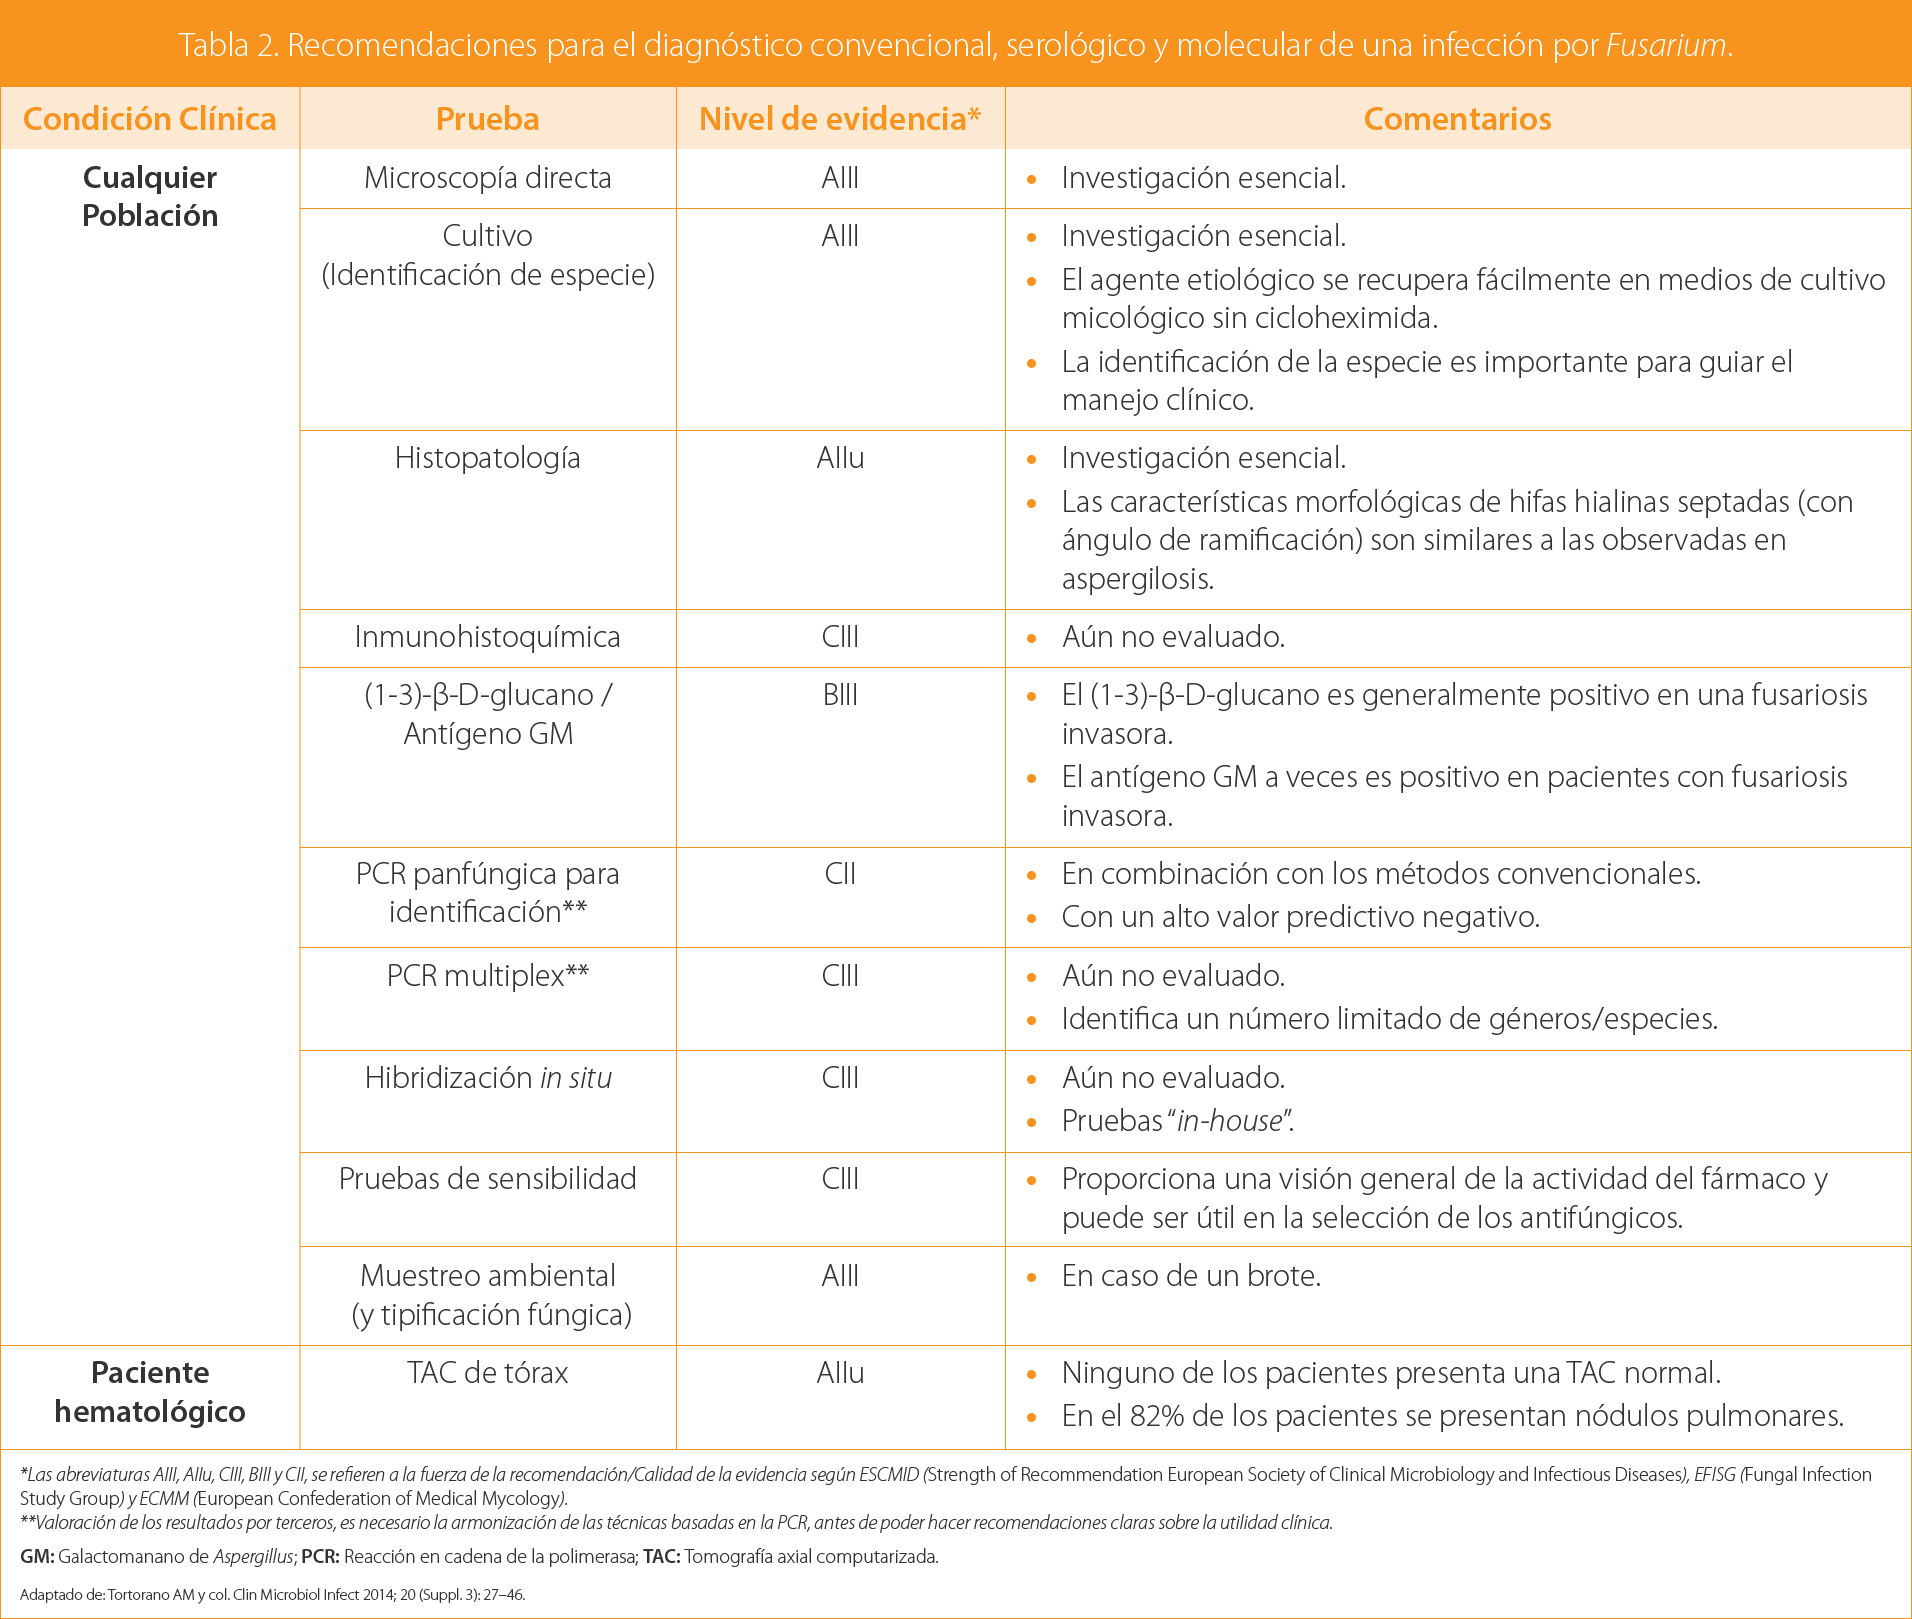 Tabla 2. Recomendaciones para el diagnóstico convencional, serológico y molecular de una infección por Fusarium.
Condición Clínica
Prueba
Nivel de evidencia*
Comentarios
Cualquier
Población
Microscopía directa
AIII
• Investigación esencial.
Cultivo
(Identificación de especie)
AIII
• Investigación esencial.
• El agente etiológico se recupera fácilmente en medios de cultivo
micológico sin cicloheximida.
• La identificación de la especie es importante para guiar el
manejo clínico.
Histopatología
AIIu
• Investigación esencial.
• Las características morfológicas de hifas hialinas septadas (con
ángulo de ramificación) son similares a las observadas en
aspergilosis.
Inmunohistoquímica
CIII
• Aún no evaluado.
(1-3)-β-D-glucano /
Antígeno GM
BIII
• El (1-3)-β-D-glucano es generalmente positivo en una fusariosis
invasora.
• El antígeno GM a veces es positivo en pacientes con fusariosis
invasora.
PCR panfúngica para
identificación**
CII
• En combinación con los métodos convencionales.
• Con un alto valor predictivo negativo.
PCR multiplex**
CIII
• Aún no evaluado.
• Identifica un número limitado de géneros/especies.
Hibridización in situ
CIII
• Aún no evaluado.
• Pruebas “in-house”.
Pruebas de sensibilidad
CIII
• Proporciona una visión general de la actividad del fármaco y
puede ser útil en la selección de los antifúngicos.
Muestreo ambiental
(y tipificación fúngica)
AIII
• En caso de un brote.
Paciente
hematológico
TAC de tórax
AIIu
• Ninguno de los pacientes presenta una TAC normal.
• En el 82% de los pacientes se presentan nódulos pulmonares.
*Las abreviaturas AIII, AIIu, CIII, BIII y CII, se refieren a la fuerza de la recomendación/Calidad de la evidencia según ESCMID (Strength of Recommendation European Society of Clinical Microbiology and Infectious Diseases), EFISG (Fungal Infection
Study Group) y ECMM (European Confederation of Medical Mycology).
**Valoración de los resultados por terceros, es necesario la armonización de las técnicas basadas en la PCR, antes de poder hacer recomendaciones claras sobre la utilidad clínica.
GM: Galactomanano de Aspergillus; PCR: Reacción en cadena de la polimerasa; TAC: Tomografía axial computarizada.
Adaptado de: Tortorano AM y col. Clin Microbiol Infect 2014; 20 (Suppl. 3): 27–46.